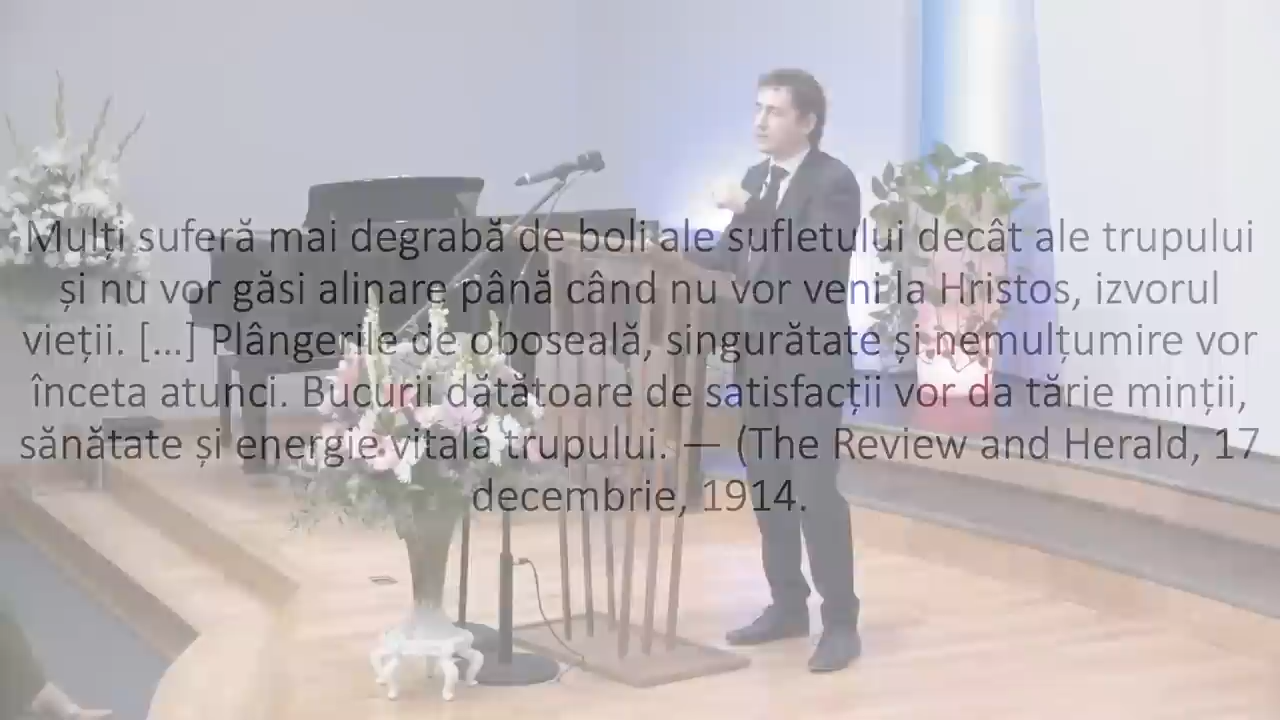 Mulți suferă mai degrabă de boli ale sufletului decât ale trupului
și nu vor găsi alinare până când nu vor veni la Hristos, izvorul
vieții. [...] Plângerile de oboseală, singurătate și nemulțumire vor
înceta atunci. Bucurii dătătoare de satisfacții vor da tărie minții,
sănătate și energie vitală trupului. — (The Review and Herald, 17
decembrie, 1914.